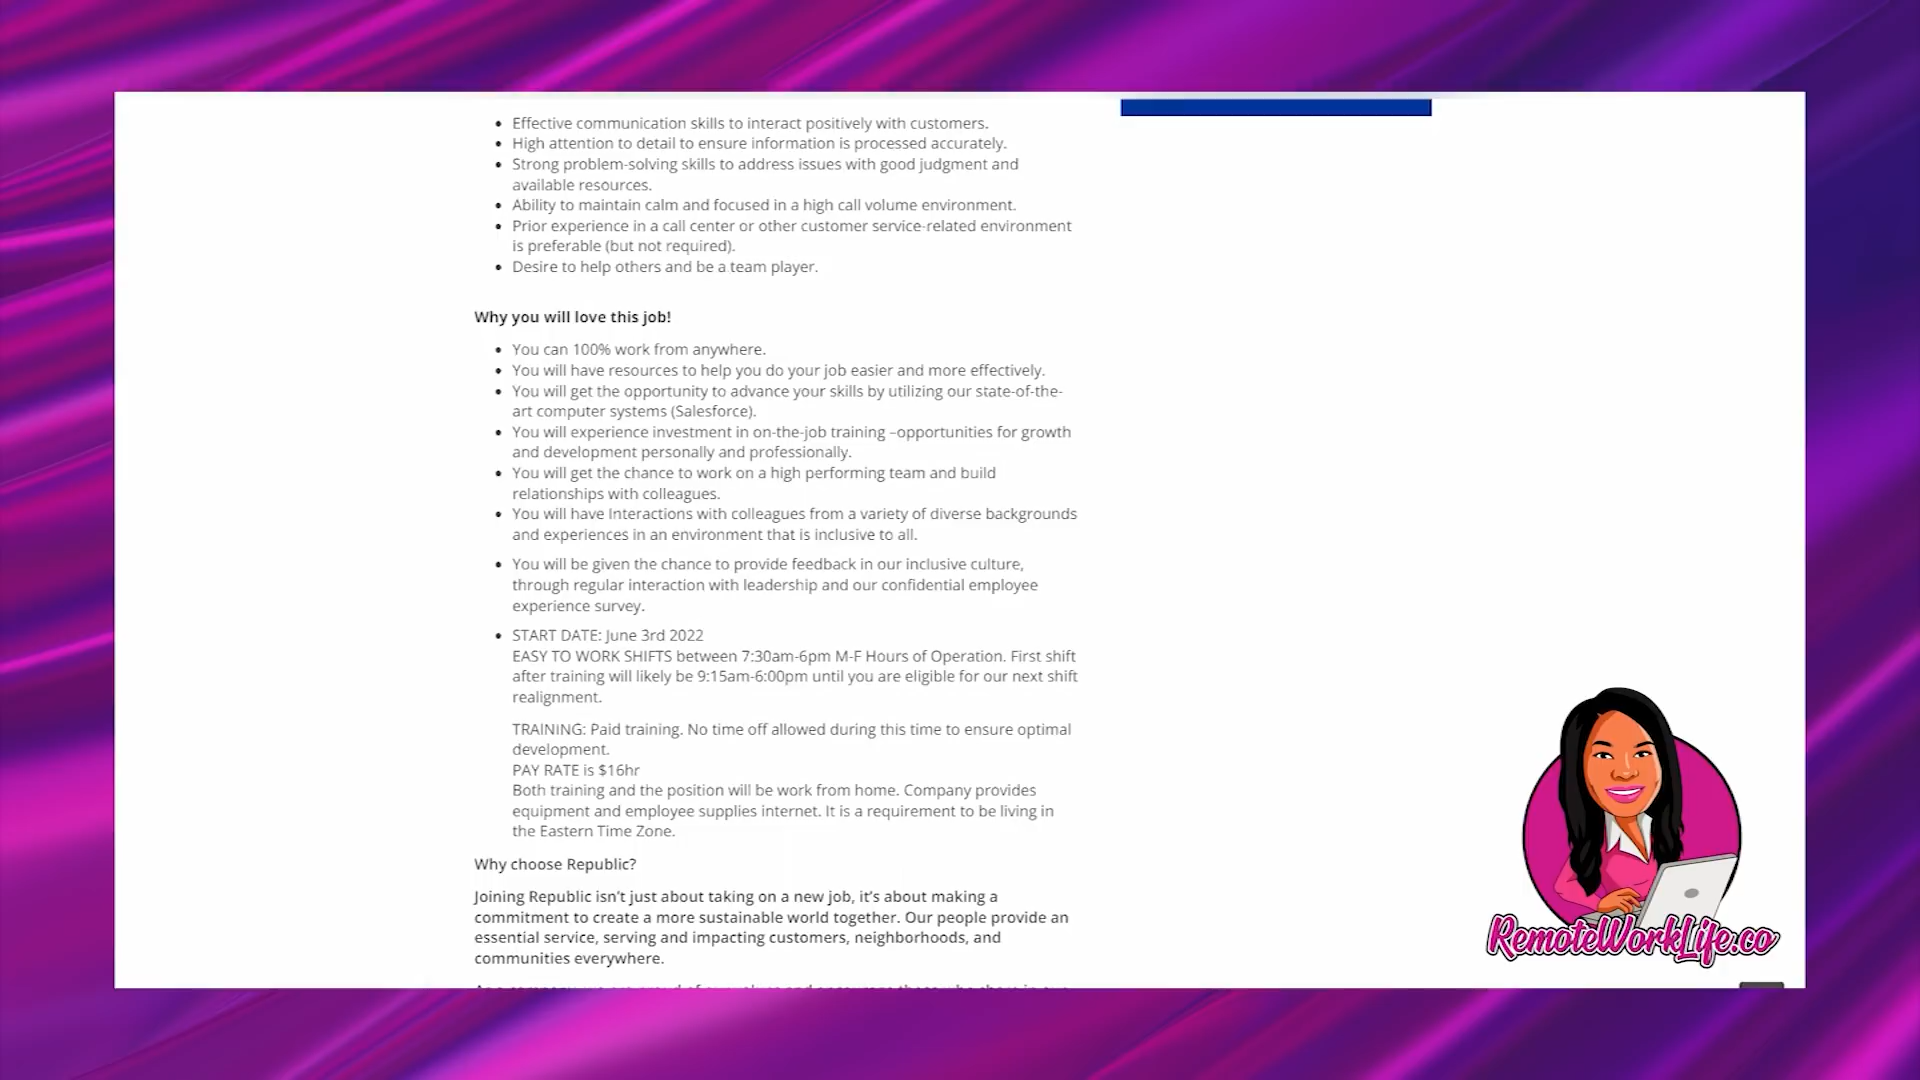 Effective communication skills to interact positively with customers.
High attention to detail to ensure information is processed accurately.
Strong problem-solving skills to address issues with good judgment and
available resources.
Ability to maintain calm and focused in a high call volume environment.
Prior experience in a call center or other customer service-related environment
is preferable (but not required).
Desire to help others and be a team player.
Why you will love this job!
You can 100% work from anywhere.
You will have resources to help you do your job easier and more effectively.
You will get the opportunity to advance your skills by utilizing our state-of-the-
art computer systems (Salesforce).
You will experience investment in on-the-job training –opportunities for growth
and development personally and professionally.
You will get the chance to work on a high performing team and build
relationships with colleagues.
You will have Interactions with colleagues from a variety of diverse backgrounds
and experiences in an environment that is inclusive to all.
You will be given the chance to provide feedback in our inclusive culture,
through regular interaction with leadership and our confidential employee
experience survey.
START DATE: June 3rd 2022
EASY TO WORK SHIFTS between 7:30am-6pm M-F Hours of Operation. First shift
after training will likely be 9:15am-6:00pm until you are eligible for our next shift
realignment.
TRAINING: Paid training. No time off allowed during this time to ensure optimal
development.
PAY RATE is $16hr
Both training and the position will be work from home. Company provides
equipment and employee supplies internet. It is a requirement to be living in
the Eastern Time Zone.
Why choose Republic?
Joining Republic isn't just about taking on a new job, it's about making a
commitment to create a more sustainable world together. Our people provide an
essential service, serving and impacting customers, neighborhoods, and
communities everywhere.
RemoteWorkLife.co